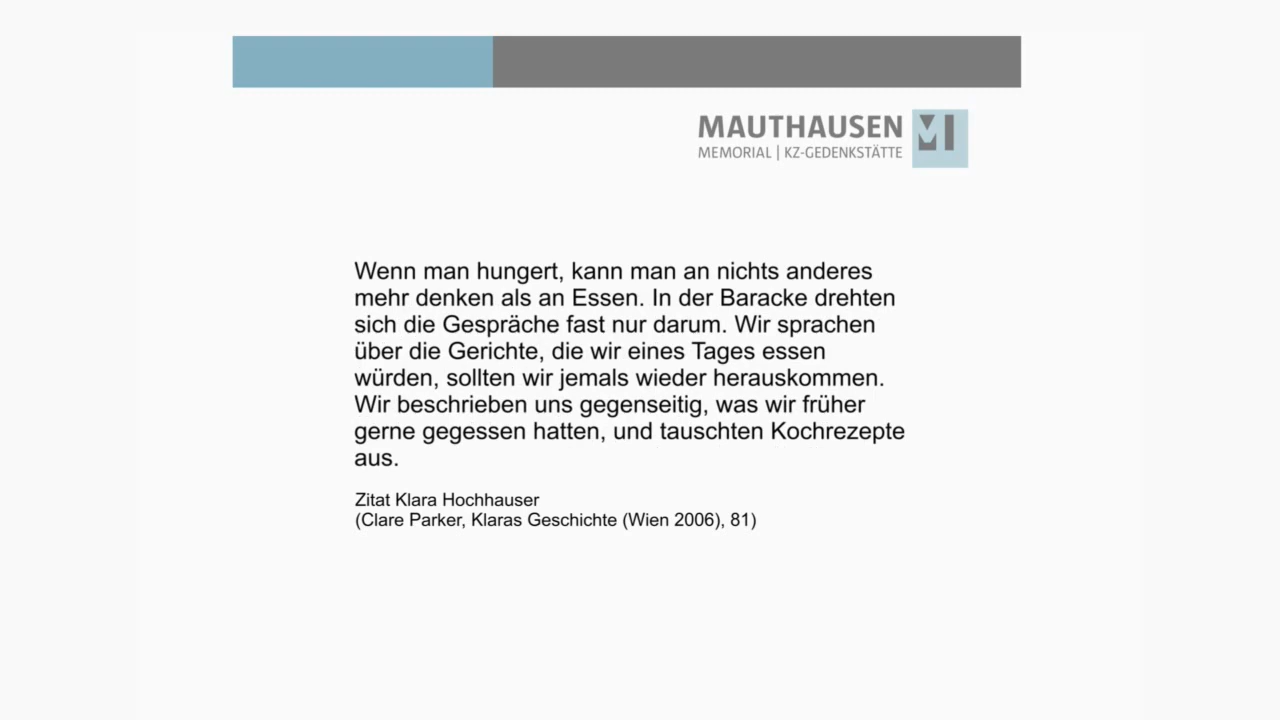 MAUTHAUSEN
MEMORIAL | KZ-GEDENKSTÄTTE
Wenn man hungert, kann man an nichts anderes
mehr denken als an Essen. In der Baracke drehten
sich die Gespräche fast nur darum. Wir sprachen
über die Gerichte, die wir eines Tages essen
würden, sollten wir jemals wieder herauskommen.
Wir beschrieben uns gegenseitig, was wir früher
gerne gegessen hatten, und tauschten Kochrezepte
aus.
Zitat Klara Hochhauser
(Clare Parker, Klaras Geschichte (Wien 2006), 81)